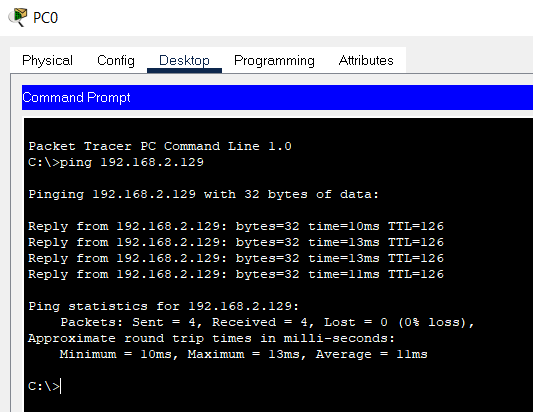 PC0
Physical Config Desktop Programming Attributes
Command Prompt
Packet Tracer PC Command Line 1.0
C:\>ping 192.168.2.129
Pinging 192.168.2.129 with 32 bytes of data:
Reply from 192.168.2.129: bytes=32 time=10ms TTL=126
Reply from 192.168.2.129: bytes=32 time=13ms TTL=126
Reply from 192.168.2.129: bytes=32 time=13ms TTL=126
Reply from 192.168.2.129: bytes=32 time=11ms TTL=126
Ping statistics for 192.168.2.129:
Packets: Sent = 4, Received = 4, Lost = 0 (0% loss),
Approximate round trip times in milli-seconds:
Minimum = 10ms, Maximum = 13ms, Average = 11ms
C:\>